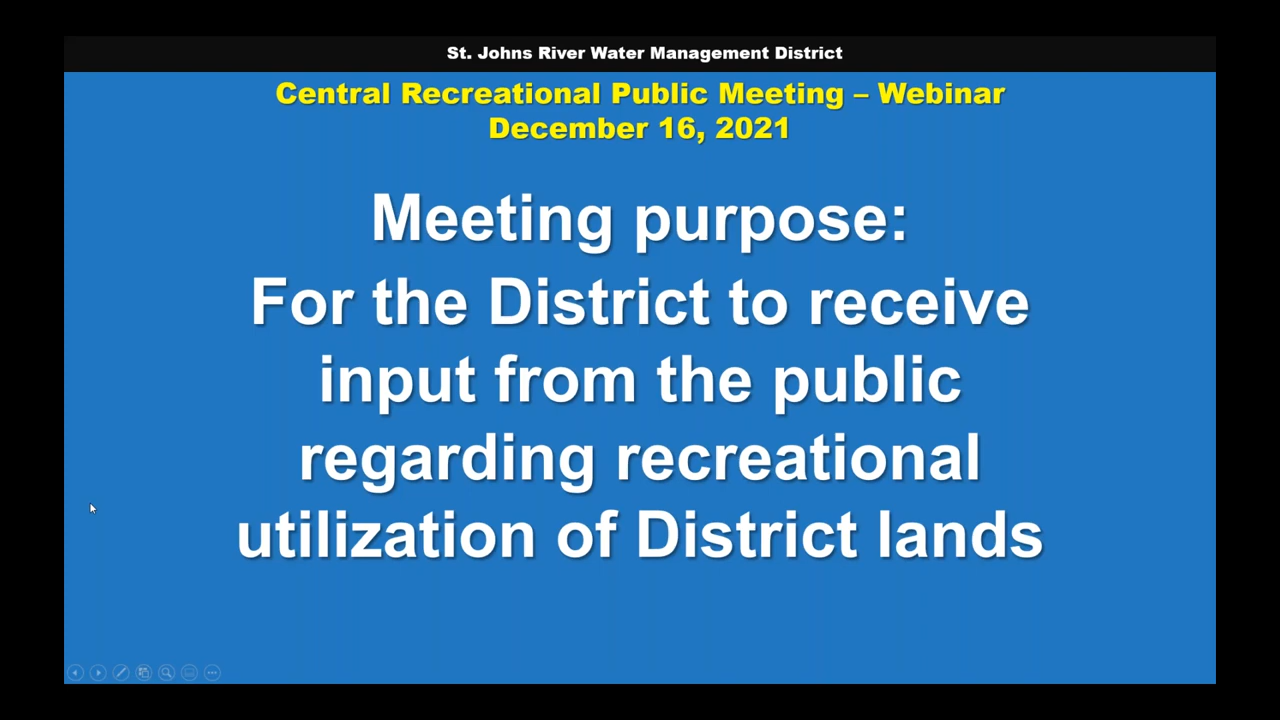 St. Johns River Water Management District
Central Recreational Public Meeting – Webinar
December 16, 2021
Meeting purpose:
For the District to receive
input from the public
regarding recreational
utilization of District lands